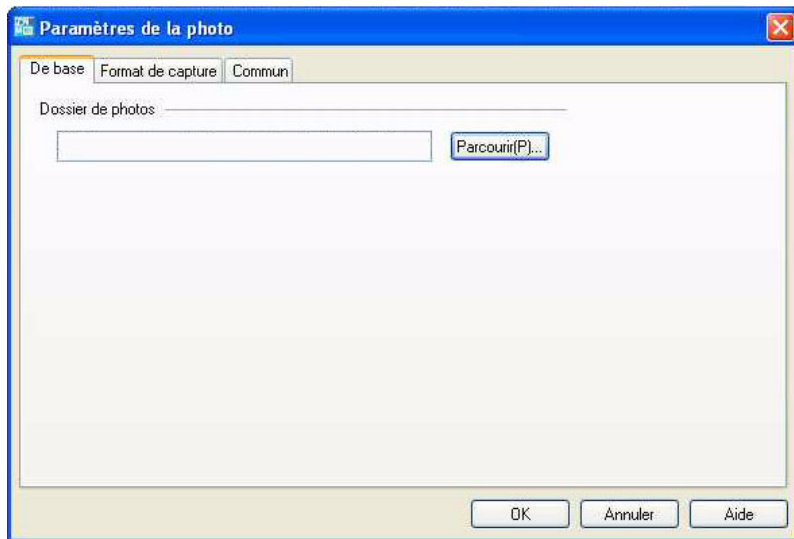 Paramètres de la photo
De base Format de capture Commun
Dossier de photos
Parcourir(P)...
OK Annuler Aide